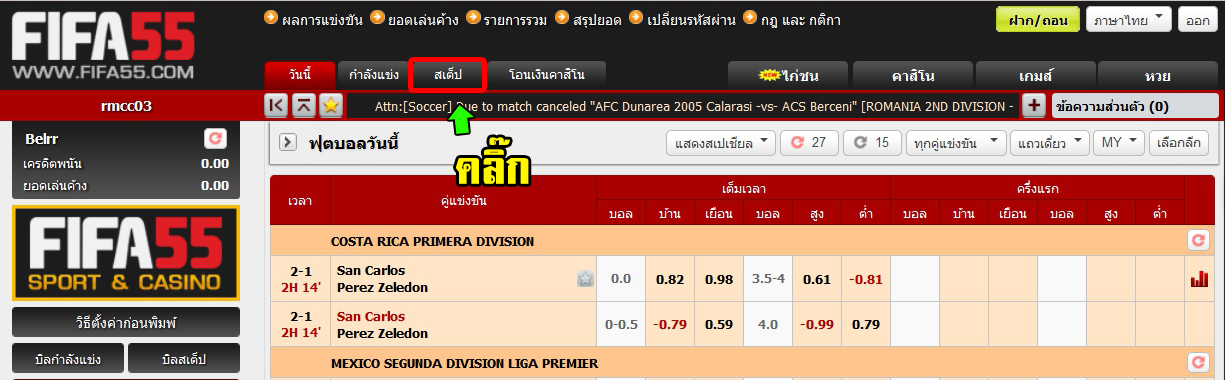 FIFA55
WWW.FIFA55.COM
ผลการแข่งขัน ยอดเล่นค้าง รายการรวม สรุปยอด เปลี่ยนรหัสผ่าน กฎ และ กติกา
ฝาก/ถอน ภาษาไทย ออก
วันนี้ กำลังแข่ง สเต็ป โอนเงินคาสิโน NEW ไก่ชน คาสิโน เกมส์ หวย
rmcc03
Attn:[Soccer] Due to match canceled "AFC Dunarea 2005 Calarasi -vs- ACS Berceni" [ROMANIA 2ND DIVISION -
ข้อความส่วนตัว (0)
คลิ๊ก
Belrr
เครดิตพนัน 0.00
ยอดเล่นค้าง 0.00
FIFA55
SPORT & CASINO
วิธีตั้งค่าก่อนพิมพ์
บิลกำลังแข่ง บิลสเต็ป
ฟุตบอลวันนี้ แสดงสเปเชียล 27 15 ทุกคู่แข่งขัน แถวเดี่ยว MY เลือกลีก
เวลา คู่แข่งขัน เต็มเวลา ครึ่งแรก
บอล บ้าน เยือน บอล สูง ต่ำ บอล บ้าน เยือน บอล สูง ต่ำ
COSTA RICA PRIMERA DIVISION
2-1 San Carlos
2H 14' Perez Zeledon
0.0 0.82 0.98 3.5-4 0.61 -0.81
2-1 San Carlos
2H 14' Perez Zeledon
0-0.5 -0.79 0.59 4.0 -0.99 0.79
MEXICO SEGUNDA DIVISION LIGA PREMIER